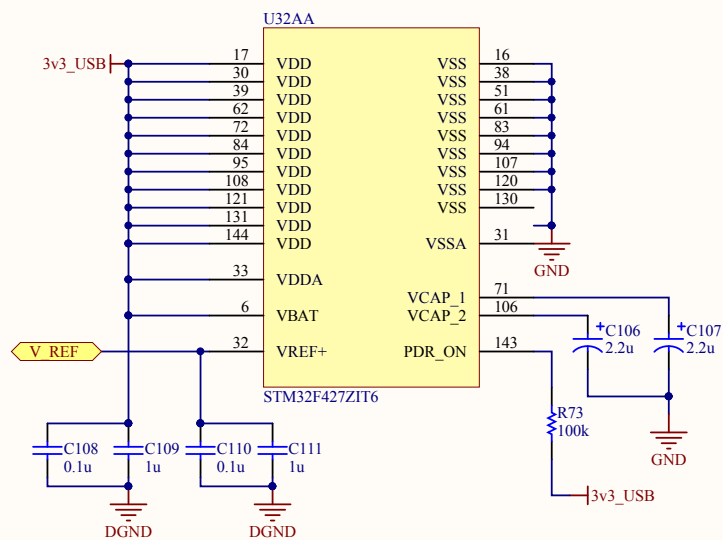 U32AA
3v3_USB
17 VDD VSS 16
30 VDD VSS 38
39 VDD VSS 51
62 VDD VSS 61
72 VDD VSS 83
84 VDD VSS 94
95 VDD VSS 107
108 VDD VSS 120
121 VDD VSS 130
131 VDD
144 VDD VSSA 31
GND
33 VDDA
VCAP_1 71
6 VBAT VCAP_2 106
V_REF
32 VREF+ PDR_ON 143
+C106
2.2u
+C107
2.2u
STM32F427ZIT6
R73
100k
GND
C108
0.1u
C109
1u
C110
0.1u
C111
1u
3v3_USB
DGND
DGND